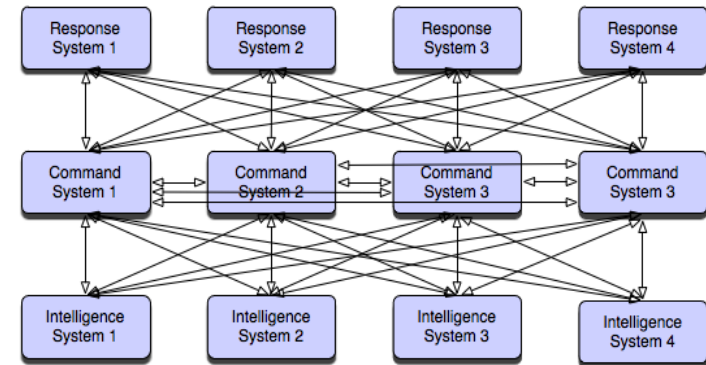 Response
System 1
Response
System 2
Response
System 3
Response
System 4
Command
System 1
Command
System 2
Command
System 3
Command
System 3
Intelligence
System 1
Intelligence
System 2
Intelligence
System 3
Intelligence
System 4